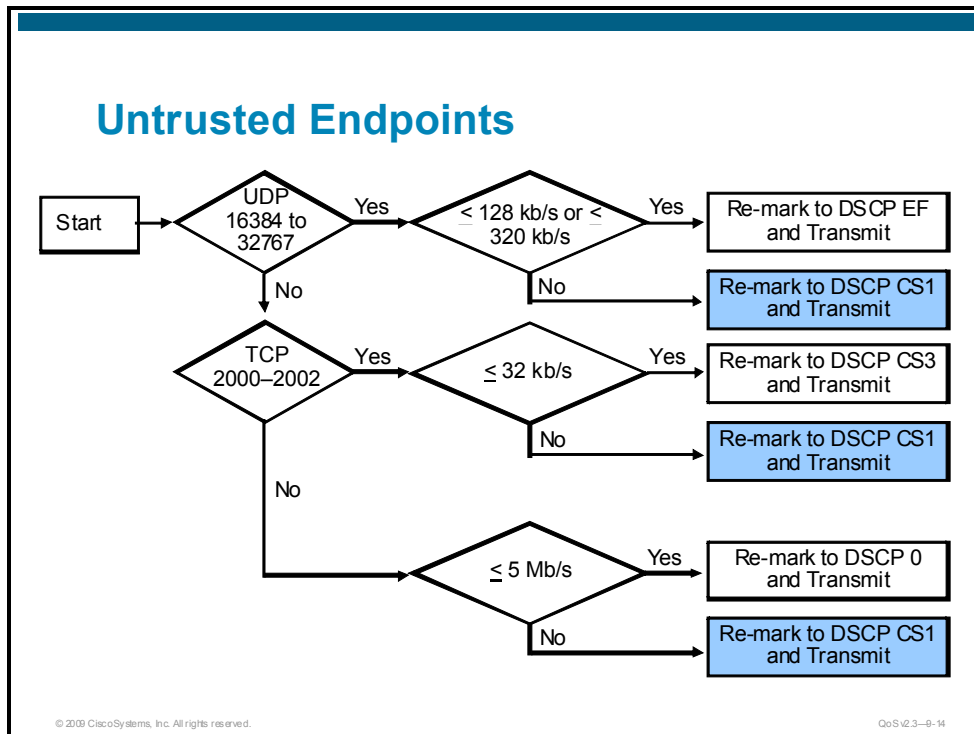 Untrusted Endpoints
Start
UDP
16384 to
32767
Yes
≤ 128 kb/s or ≤
320 kb/s
Yes
Re-mark to DSCP EF
and Transmit
No
No
Re-mark to DSCP CS1
and Transmit
TCP
2000–2002
Yes
≤ 32 kb/s
Yes
Re-mark to DSCP CS3
and Transmit
No
Re-mark to DSCP CS1
and Transmit
No
≤ 5 Mb/s
Yes
Re-mark to DSCP 0
and Transmit
No
Re-mark to DSCP CS1
and Transmit
© 2009 Cisco Systems, Inc. All rights reserved.
QoS v2.3—9-14